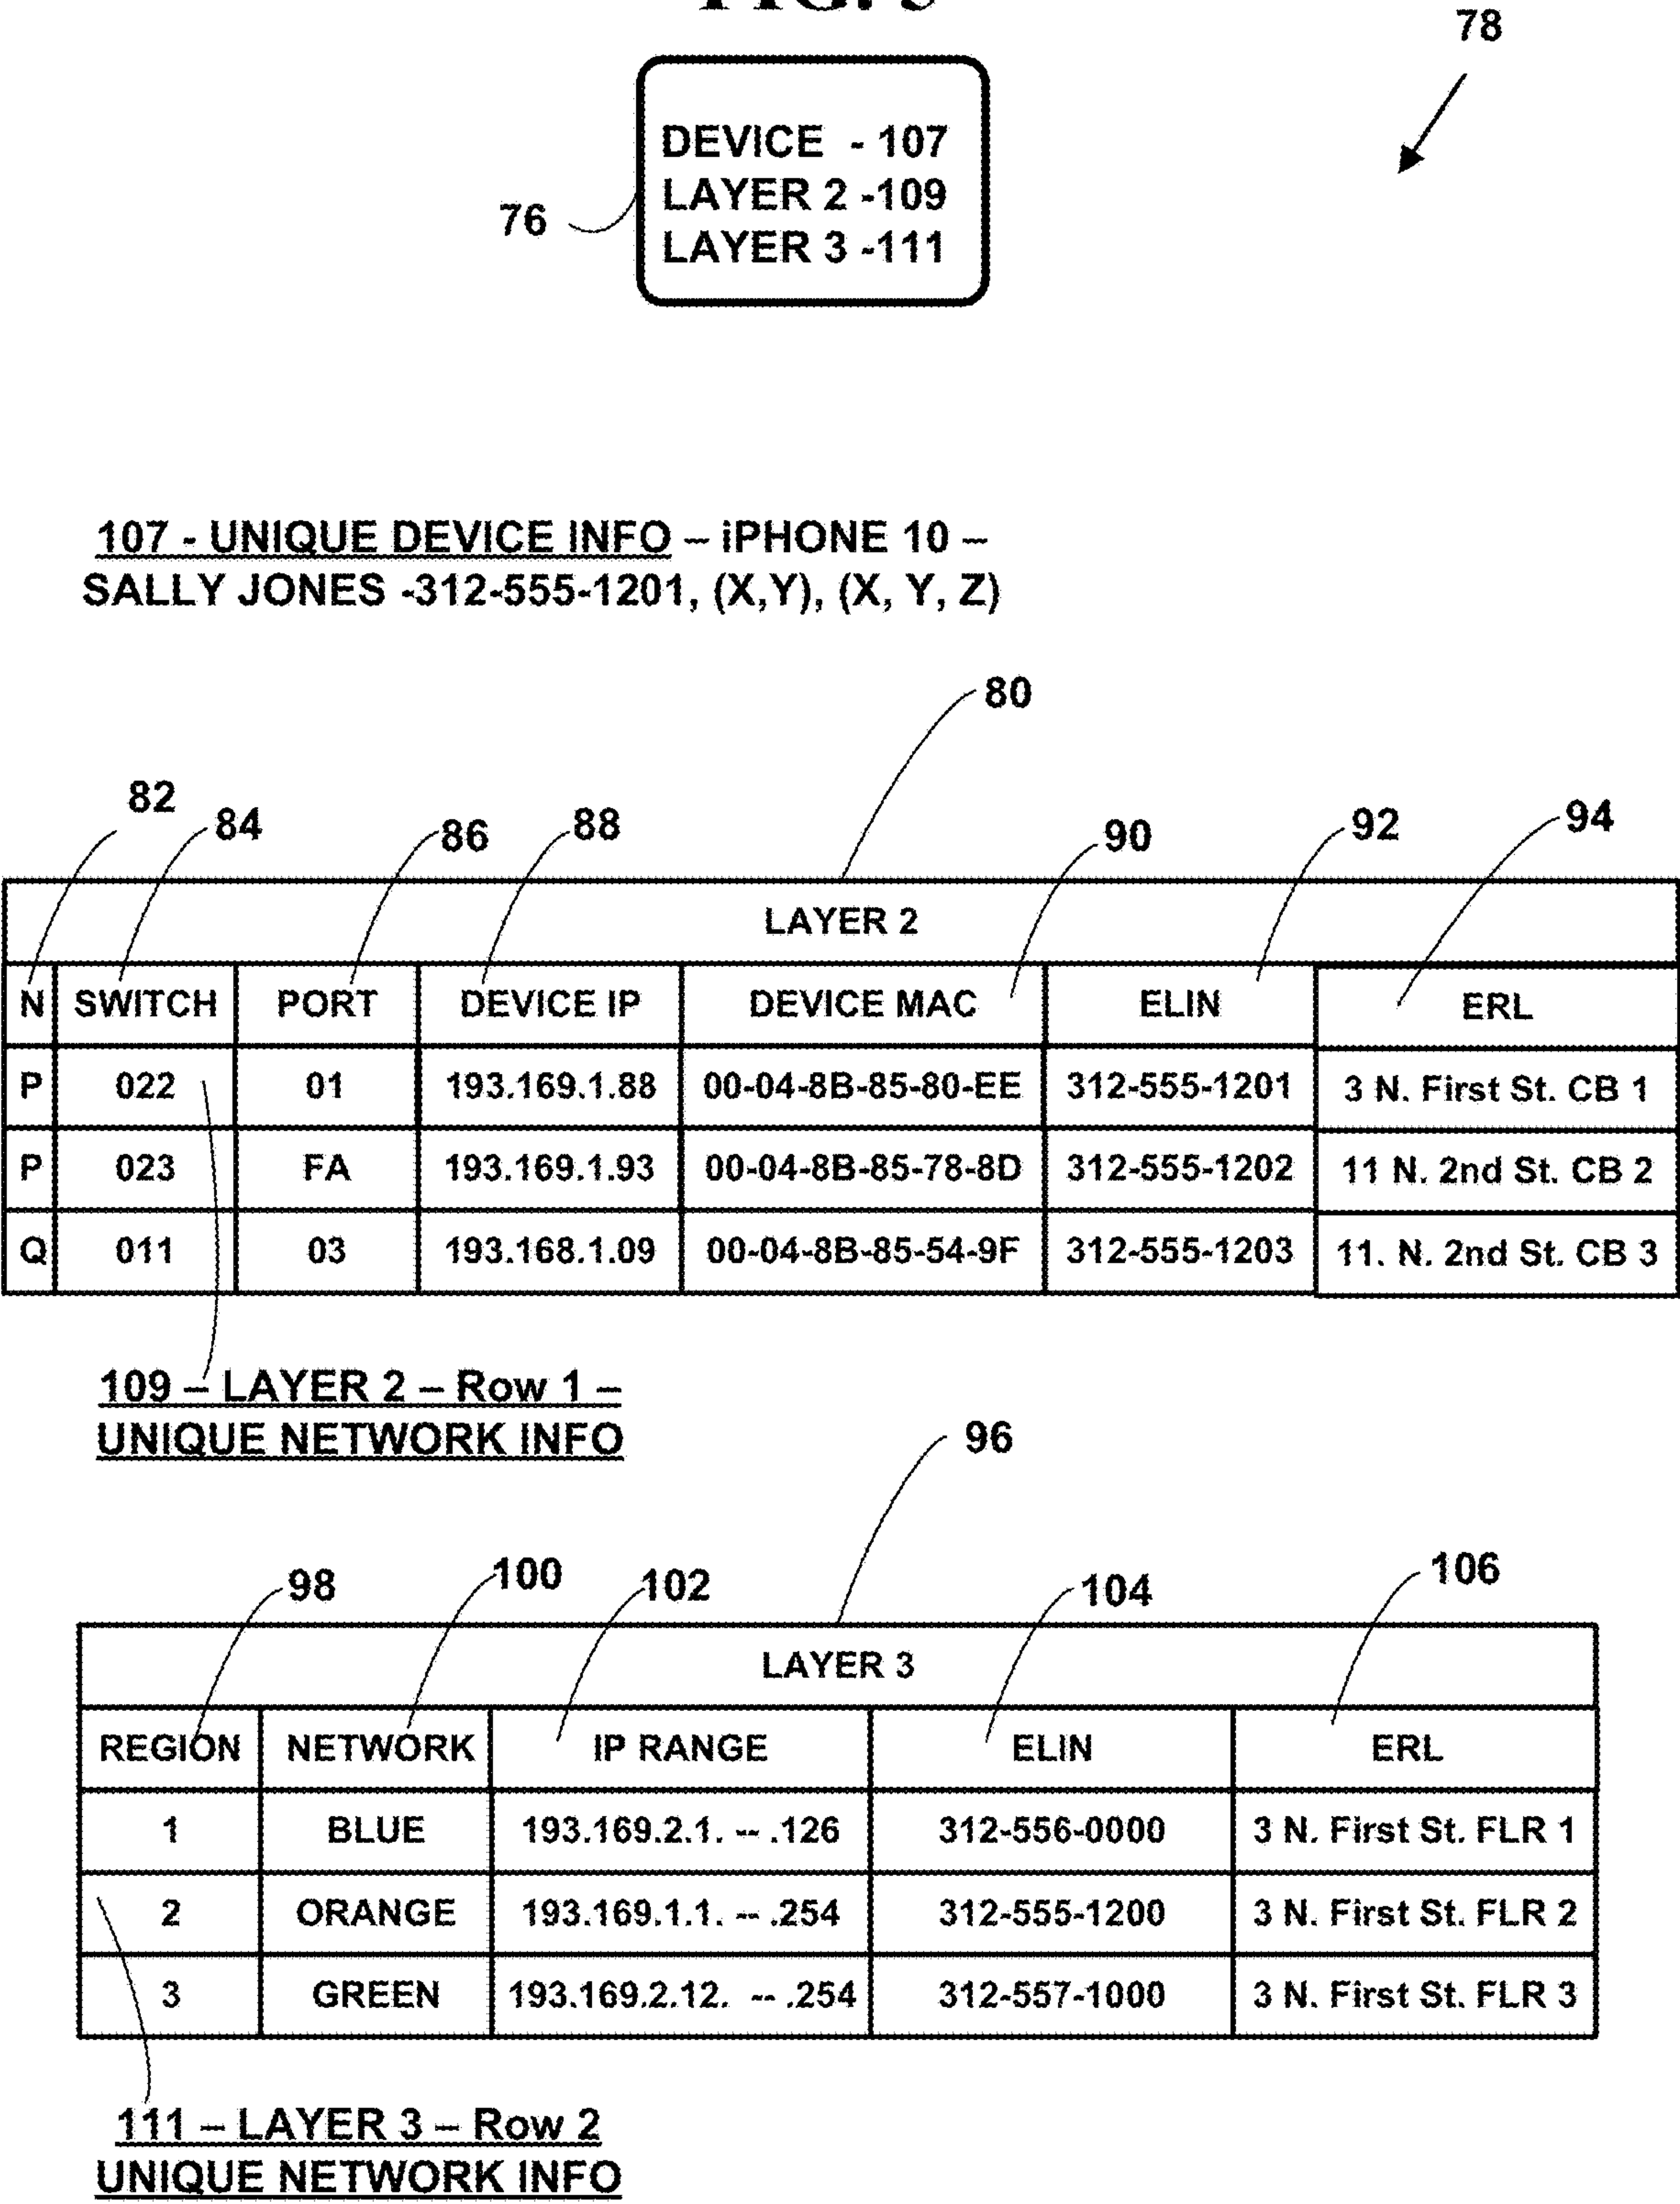 78
DEVICE - 107
LAYER 2 -109
LAYER 3 -111
76
107 - UNIQUE DEVICE INFO – iPHONE 10 –
SALLY JONES -312-555-1201, (X,Y), (X, Y, Z)
80
82 84 86 88 90 92 94
LAYER 2
N SWITCH PORT DEVICE IP DEVICE MAC ELIN ERL
P 022 01 193.169.1.88 00-04-8B-85-80-EE 312-555-1201 3 N. First St. CB 1
P 023 FA 193.169.1.93 00-04-8B-85-78-8D 312-555-1202 11 N. 2nd St. CB 2
Q 011 03 193.168.1.09 00-04-8B-85-54-9F 312-555-1203 11. N. 2nd St. CB 3
109 – LAYER 2 – Row 1 –
UNIQUE NETWORK INFO
96
98 100 102 104 106
LAYER 3
REGION NETWORK IP RANGE ELIN ERL
1 BLUE 193.169.2.1. -- .126 312-556-0000 3 N. First St. FLR 1
2 ORANGE 193.169.1.1. -- .254 312-555-1200 3 N. First St. FLR 2
3 GREEN 193.169.2.12. -- .254 312-557-1000 3 N. First St. FLR 3
111 – LAYER 3 – Row 2
UNIQUE NETWORK INFO